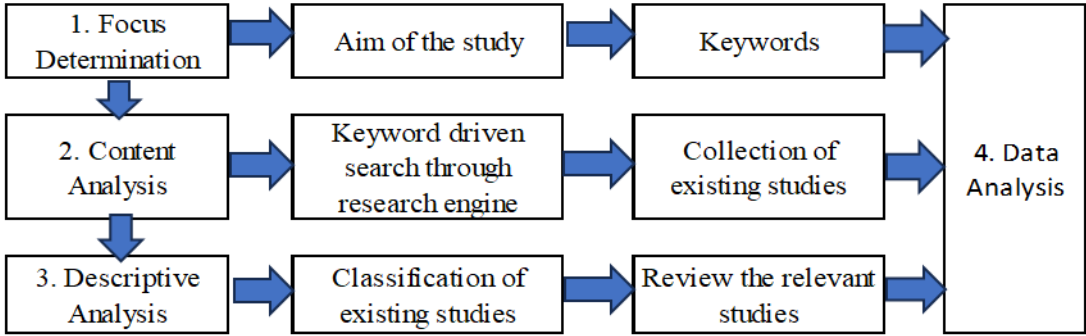 1. Focus
Determination
Aim of the study
Keywords
2. Content
Analysis
Keyword driven
search through
research engine
Collection of
existing studies
4. Data
Analysis
3. Descriptive
Analysis
Classification of
existing studies
Review the relevant
studies